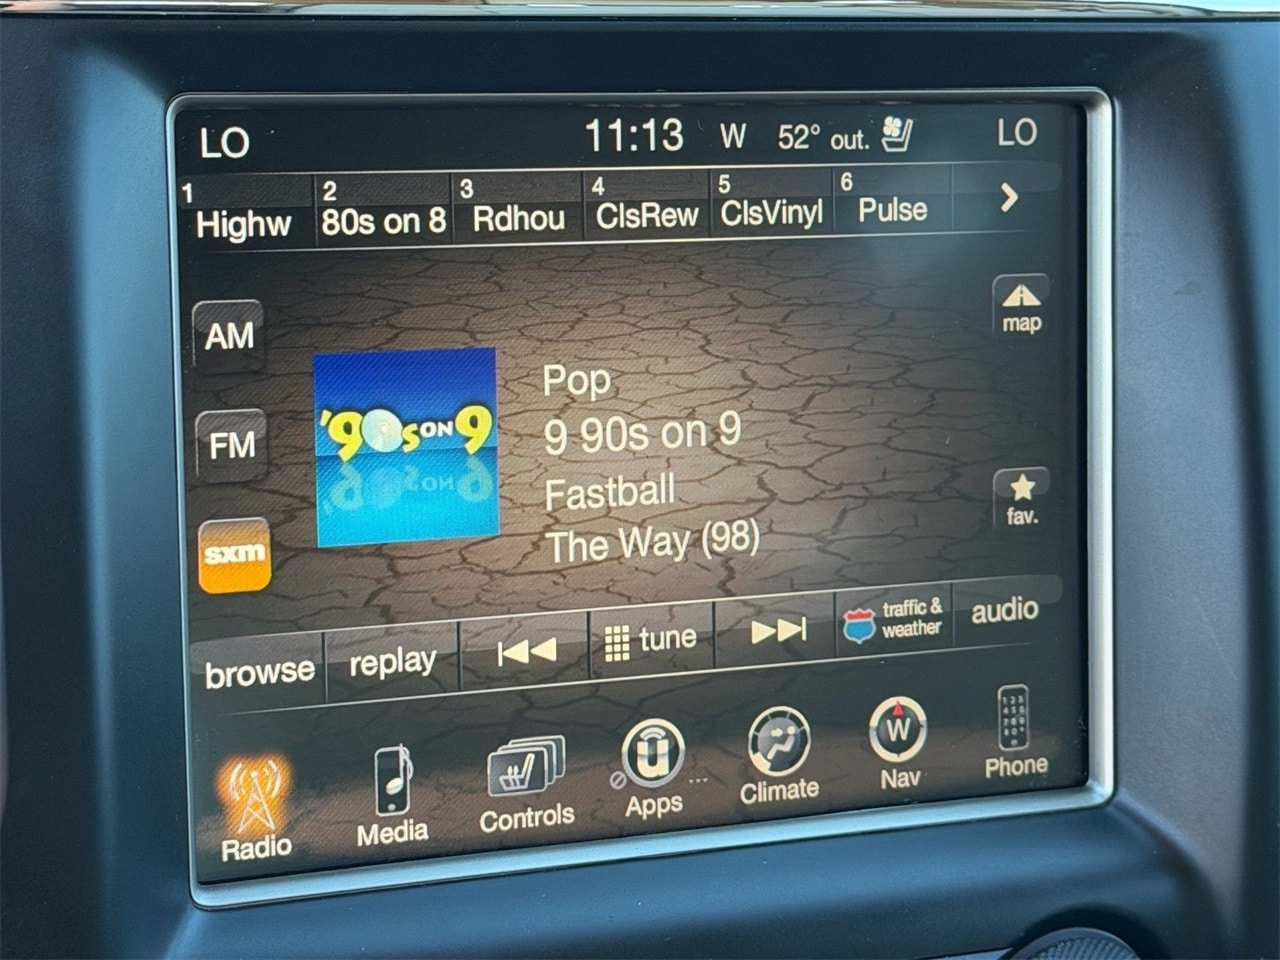 LO 11:13 W 52° out. LO
1 2 3 4 5 6
Highw 80s on 8 Rdhou ClsRew ClsVinyl Pulse
AM
map
FM
'90s ON 9
Pop
9 90s on 9
Fastball
The Way (98)
sxm
fav.
browse replay tune traffic & weather audio
Radio Media Controls Apps Climate W Nav Phone